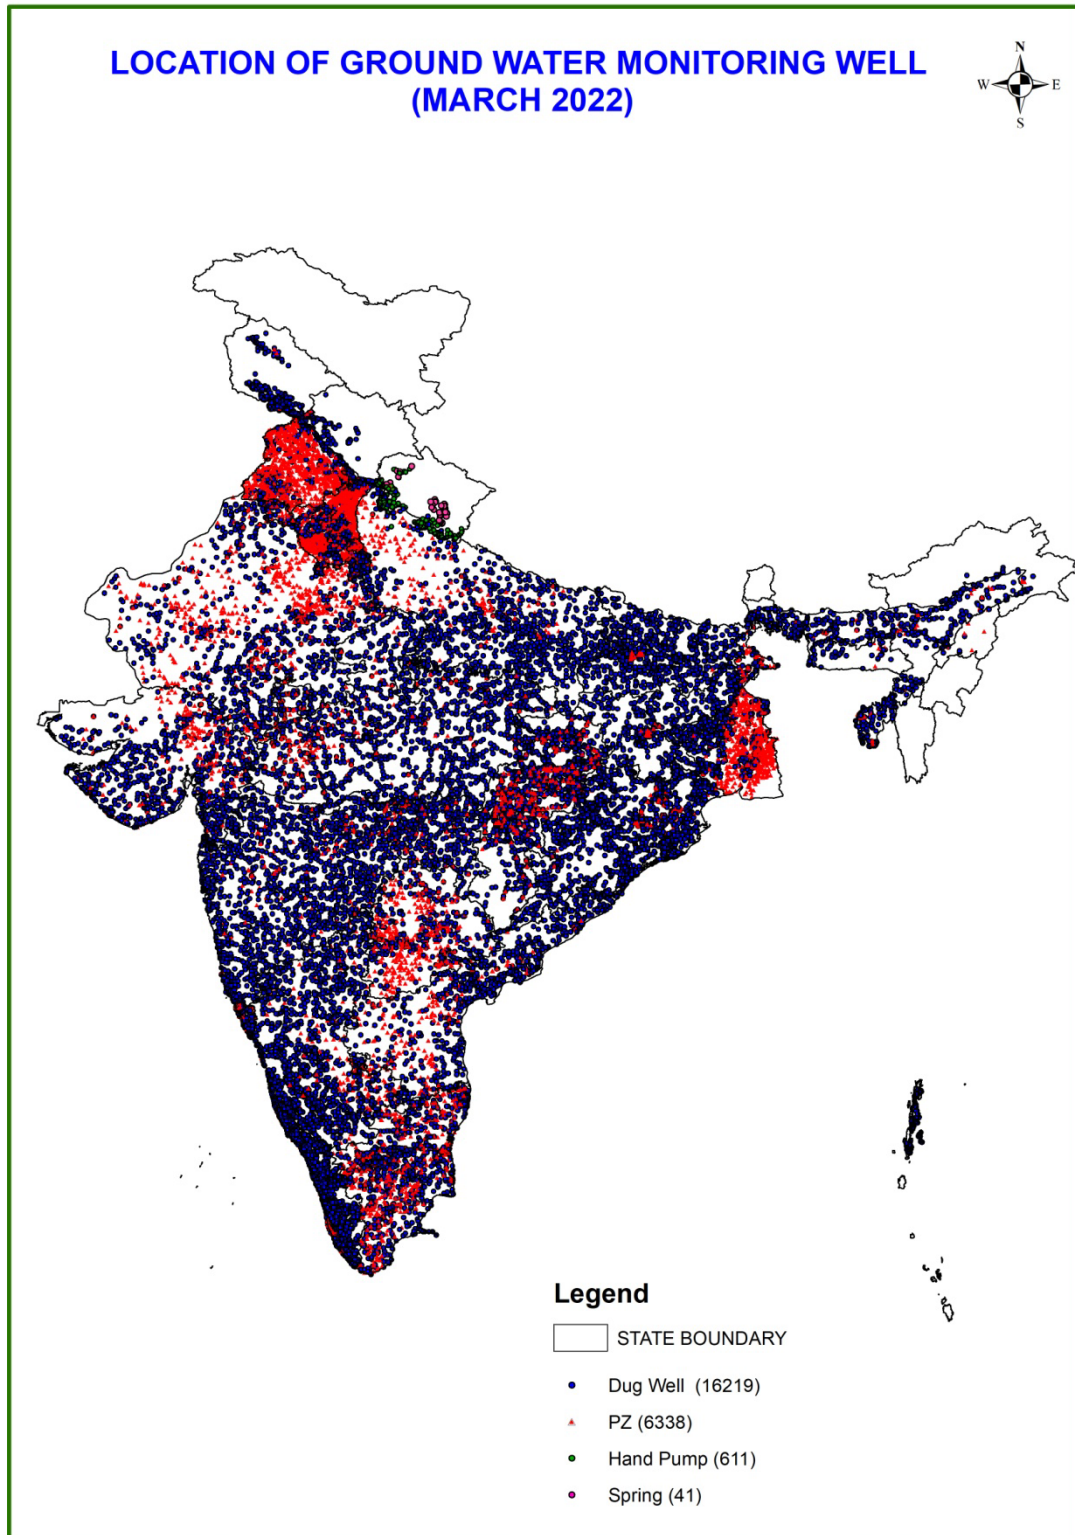 LOCATION OF GROUND WATER MONITORING WELL
(MARCH 2022)
N
W E
S
Legend
STATE BOUNDARY
Dug Well (16219)
PZ (6338)
Hand Pump (611)
Spring (41)